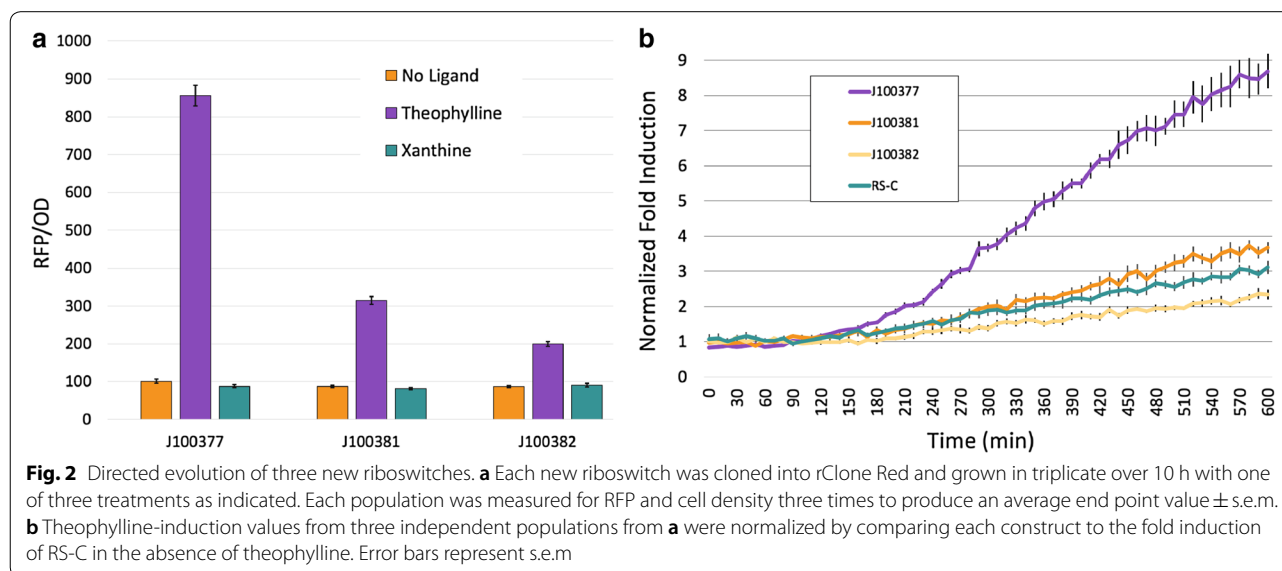 a
1000
900
800
700
600
500
400
300
200
100
0
RFP/OD
No Ligand
Theophylline
Xanthine
J100377
J100381
J100382
b
9
8
7
6
5
4
3
2
1
0
Normalized Fold Induction
J100377
J100381
J100382
RS-C
0
30
60
90
120
150
180
210
240
270
300
330
360
390
420
450
480
510
540
570
600
Time (min)
Fig. 2 Directed evolution of three new riboswitches. a Each new riboswitch was cloned into rClone Red and grown in triplicate over 10 h with one
of three treatments as indicated. Each population was measured for RFP and cell density three times to produce an average end point value ± s.e.m.
b Theophylline-induction values from three independent populations from a were normalized by comparing each construct to the fold induction
of RS-C in the absence of theophylline. Error bars represent s.e.m